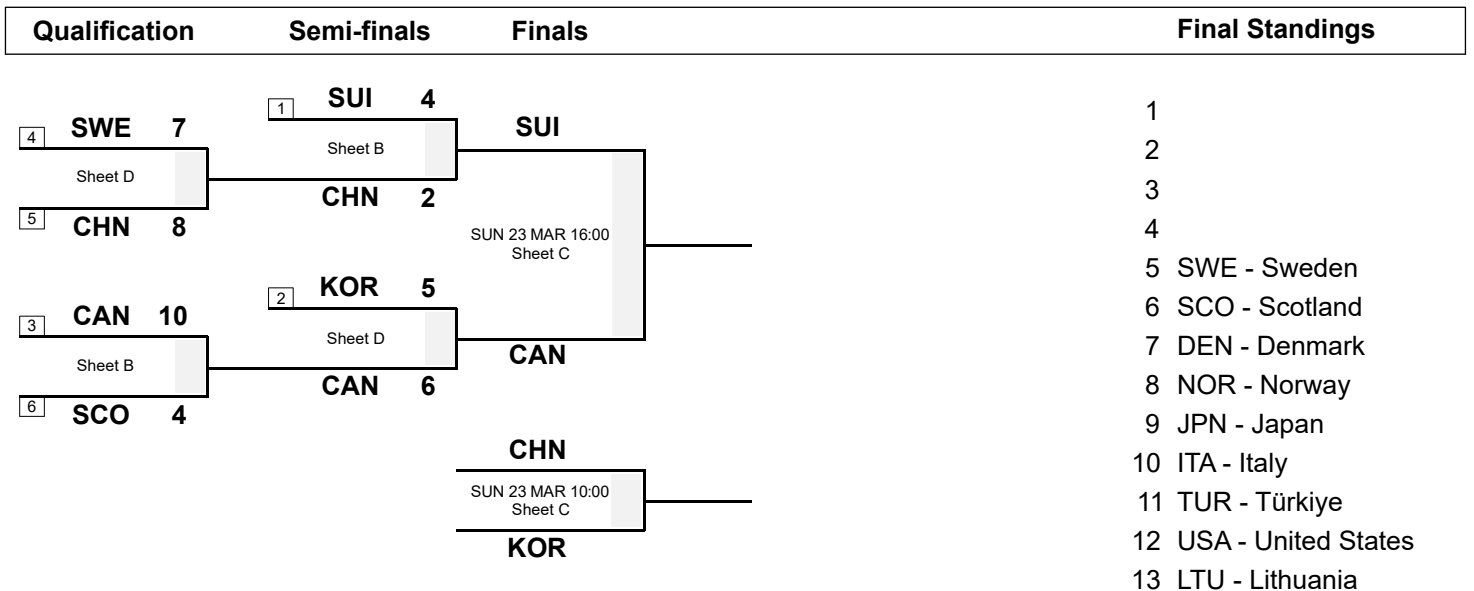 Qualification Semi-finals Finals Final Standings
1 SUI 4
4 SWE 7
SUI
Sheet B
Sheet D
CHN 2
5 CHN 8
SUN 23 MAR 16:00
Sheet C
2 KOR 5
3 CAN 10
Sheet D
CAN
Sheet B
CAN 6
6 SCO 4
CHN
SUN 23 MAR 10:00
Sheet C
KOR
1
2
3
4
5 SWE - Sweden
6 SCO - Scotland
7 DEN - Denmark
8 NOR - Norway
9 JPN - Japan
10 ITA - Italy
11 TUR - Türkiye
12 USA - United States
13 LTU - Lithuania